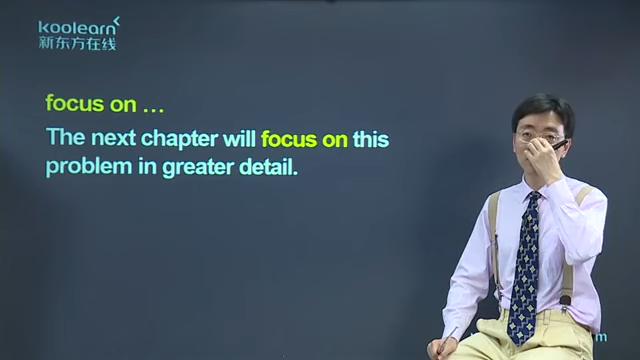 koolearn
新东方在线
focus on …
The next chapter will focus on this
problem in greater detail.
m